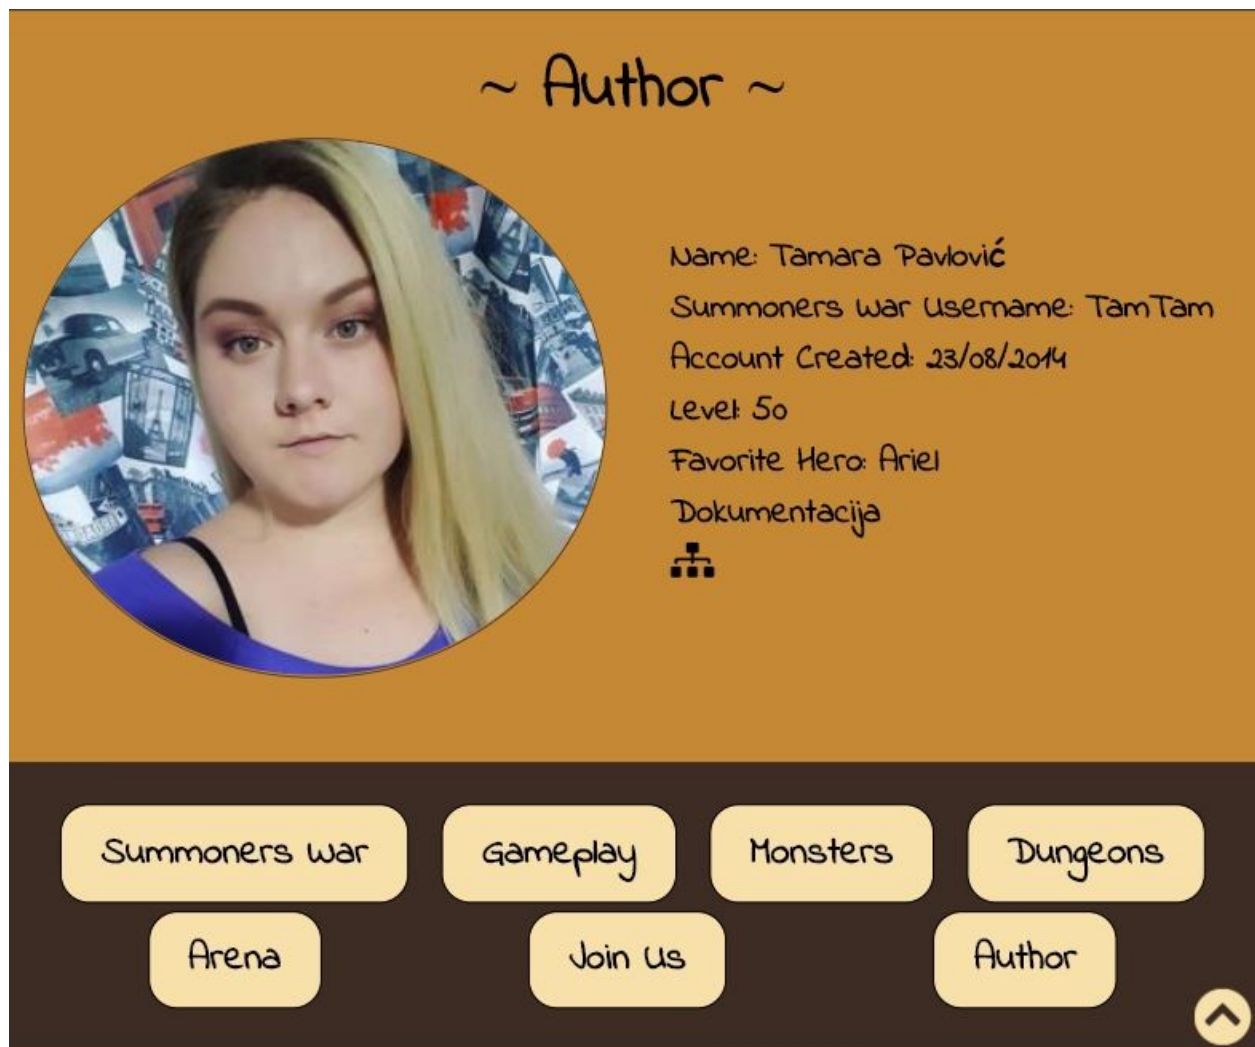 ~ Author ~
Name: Tamara Pavlović
Summoners War Username: TamTam
Account Created: 23/08/2014
Level: 50
Favorite Hero: Ariel
Dokumentacija
Summoners War
Gameplay
Monsters
Dungeons
Arena
Join Us
Author